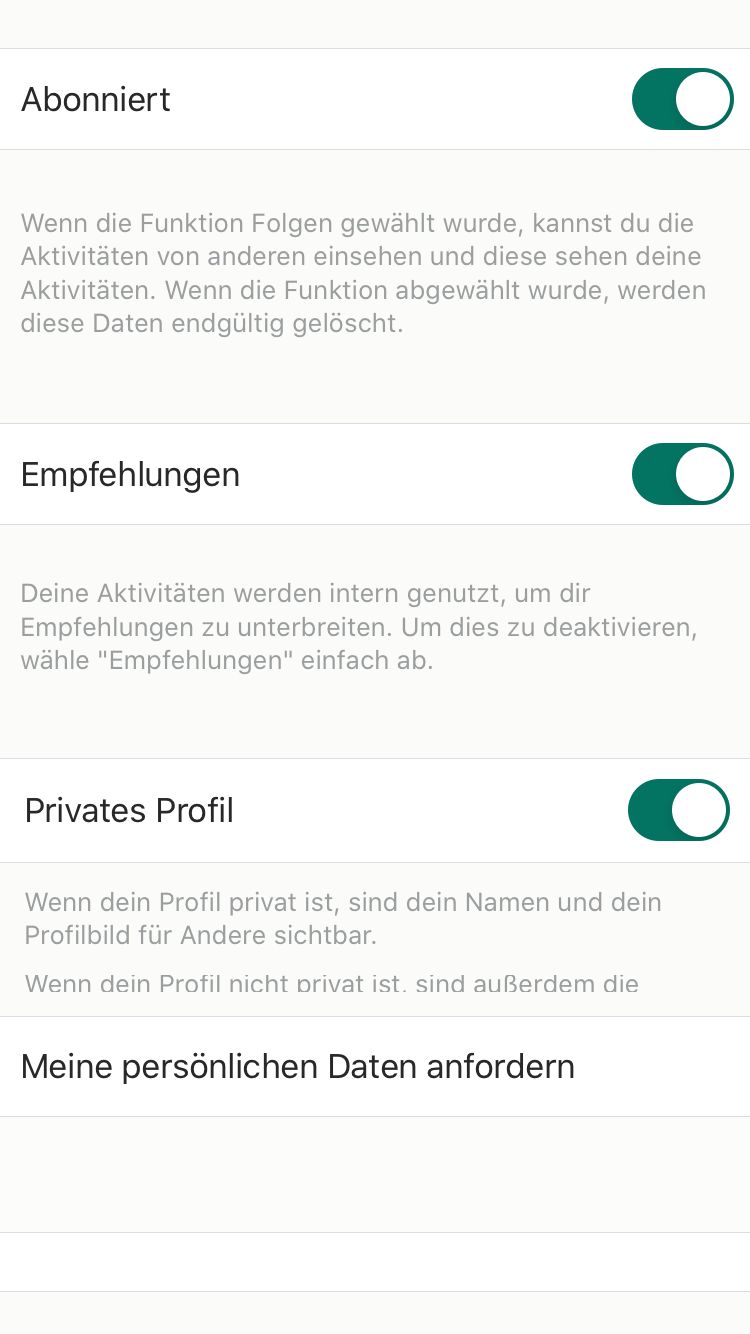 Abonniert
Wenn die Funktion Folgen gewählt wurde, kannst du die
Aktivitäten von anderen einsehen und diese sehen deine
Aktivitäten. Wenn die Funktion abgewählt wurde, werden
diese Daten endgültig gelöscht.
Empfehlungen
Deine Aktivitäten werden intern genutzt, um dir
Empfehlungen zu unterbreiten. Um dies zu deaktivieren,
wähle "Empfehlungen" einfach ab.
Privates Profil
Wenn dein Profil privat ist, sind dein Namen und dein
Profilbild für Andere sichtbar.
Wenn dein Profil nicht privat ist, sind außerdem die
Meine persönlichen Daten anfordern